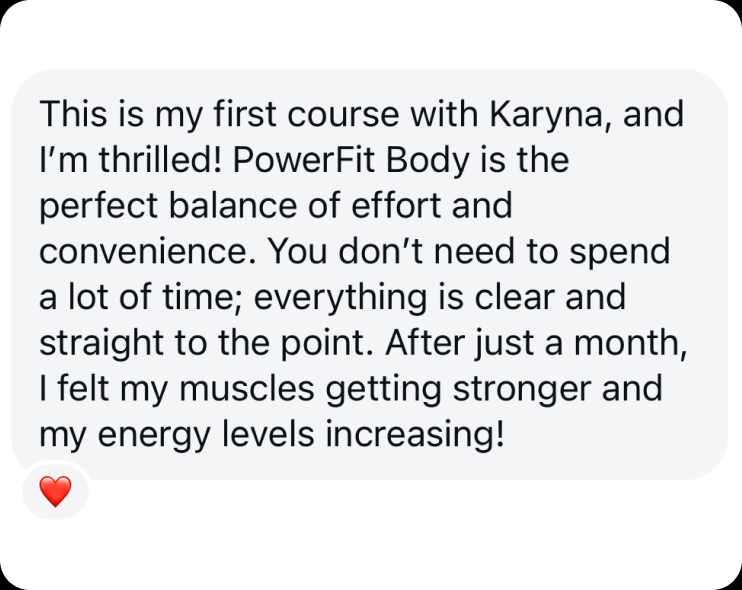 This is my first course with Karyna, and
I’m thrilled! PowerFit Body is the
perfect balance of effort and
convenience. You don’t need to spend
a lot of time; everything is clear and
straight to the point. After just a month,
I felt my muscles getting stronger and
my energy levels increasing!